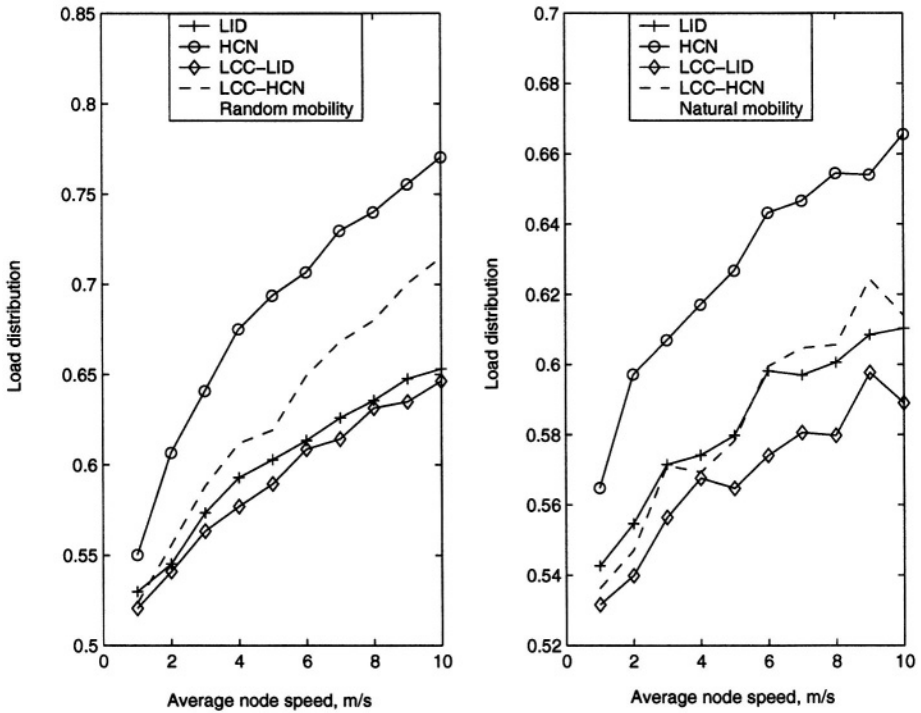 LID
HCN
LCC–LID
LCC–HCN
Random mobility
0.85
0.8
0.75
0.7
0.65
0.6
0.55
0.5
Load distribution
0
2
4
6
8
10
Average node speed, m/s
LID
HCN
LCC–LID
LCC–HCN
Natural mobility
0.7
0.68
0.66
0.64
0.62
0.6
0.58
0.56
0.54
0.52
Load distribution
0
2
4
6
8
10
Average node speed, m/s